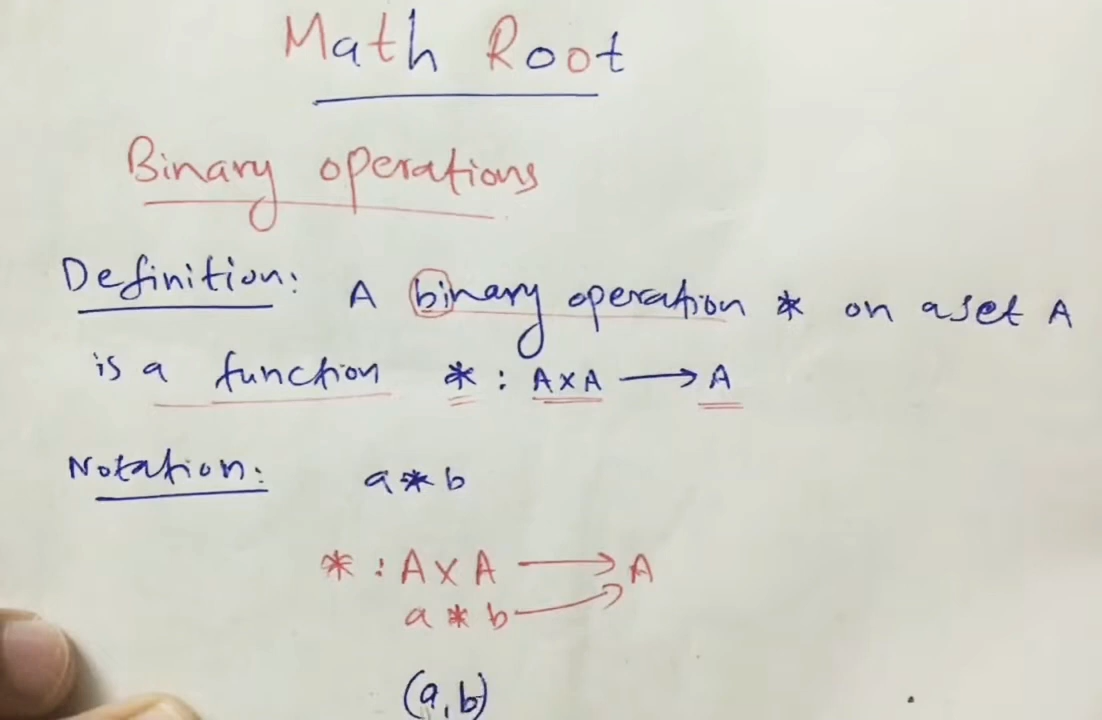 Math Root
Binary operations
Definition: A binary operation * on a set A
is a function * : A×A → A
Notation: a * b
* : A × A → A
a * b
(a,b)